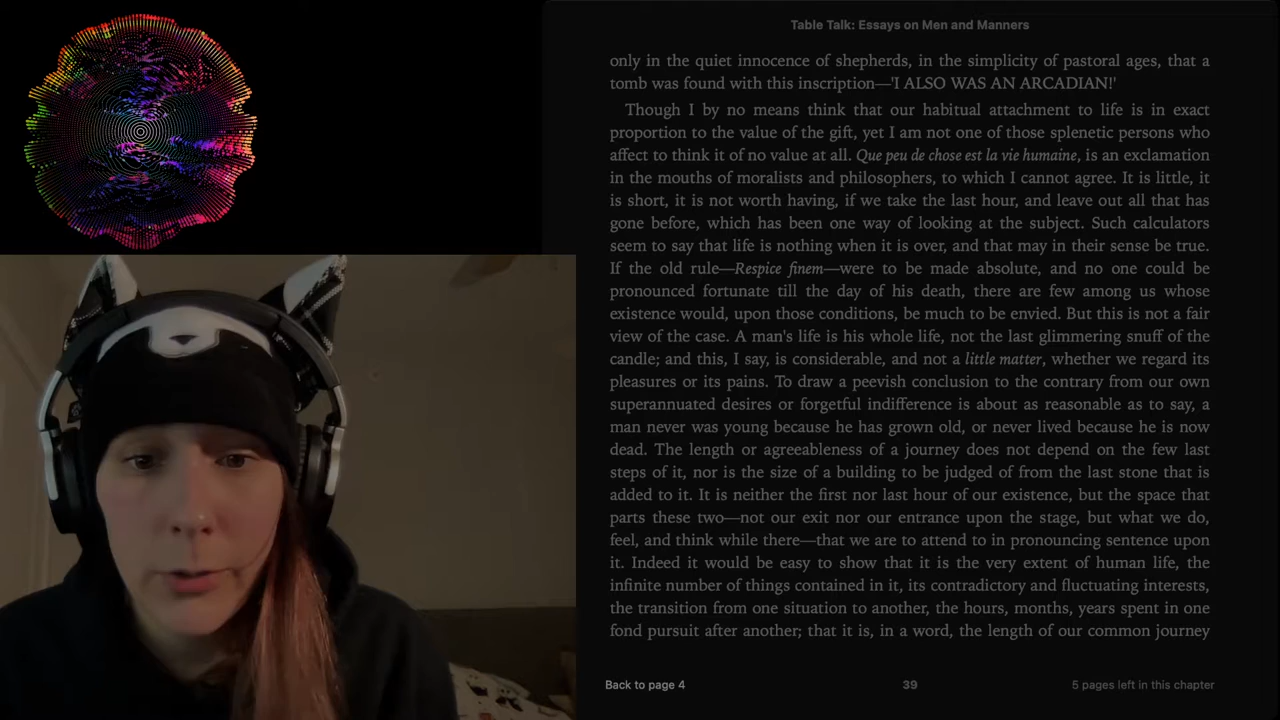 Table Talk: Essays on Men and Manners
only in the quiet innocence of shepherds, in the simplicity of pastoral ages, that a
tomb was found with this inscription—'I ALSO WAS AN ARCADIAN!'
Though I by no means think that our habitual attachment to life is in exact
proportion to the value of the gift, yet I am not one of those splenetic persons who
affect to think it of no value at all. Que peu de chose est la vie humaine, is an exclamation
in the mouths of moralists and philosophers, to which I cannot agree. It is little, it
is short, it is not worth having, if we take the last hour, and leave out all that has
gone before, which has been one way of looking at the subject. Such calculators
seem to say that life is nothing when it is over, and that may in their sense be true.
If the old rule—Respice finem—were to be made absolute, and no one could be
pronounced fortunate till the day of his death, there are few among us whose
existence would, upon those conditions, be much to be envied. But this is not a fair
view of the case. A man's life is his whole life, not the last glimmering snuff of the
candle; and this, I say, is considerable, and not a little matter, whether we regard its
pleasures or its pains. To draw a peevish conclusion to the contrary from our own
superannuated desires or forgetful indifference is about as reasonable as to say, a
man never was young because he has grown old, or never lived because he is now
dead. The length or agreeableness of a journey does not depend on the few last
steps of it, nor is the size of a building to be judged of from the last stone that is
added to it. It is neither the first nor last hour of our existence, but the space that
parts these two—not our exit nor our entrance upon the stage, but what we do,
feel, and think while there—that we are to attend to in pronouncing sentence upon
it. Indeed it would be easy to show that it is the very extent of human life, the
infinite number of things contained in it, its contradictory and fluctuating interests,
the transition from one situation to another, the hours, months, years spent in one
fond pursuit after another; that it is, in a word, the length of our common journey
Back to page 4
39
5 pages left in this chapter